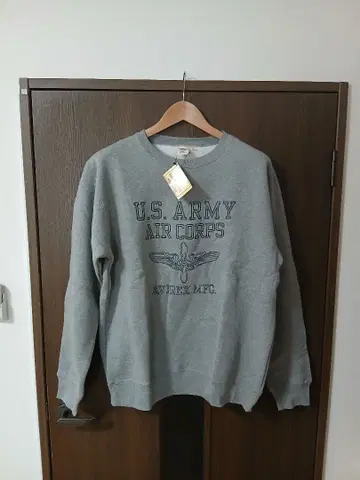 U.S. ARMY
AIR CORPS
AVIREX MFG.